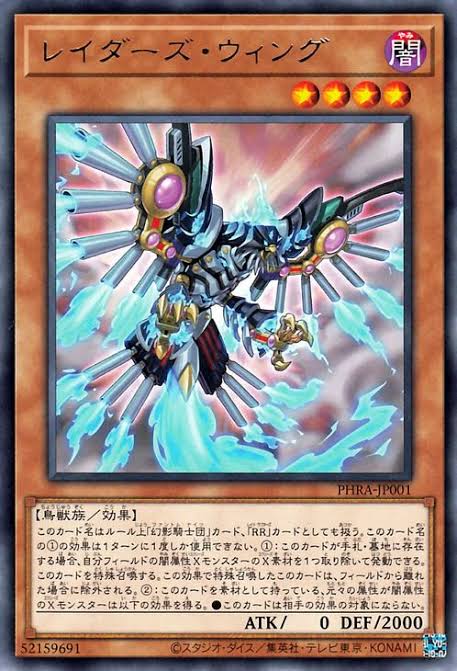 レイダーズ・ウィング
闇
やみ
PHRA-JP001
【鳥獣族／効果】
このカード名はルール上「幻影騎士団」カード、「RR」カードとしても扱う。このカード名
の①の効果は1ターンに1度しか使用できない。①：このカードが手札・墓地に存在
する場合、自分フィールドの闇属性Xモンスターの X素材を1つ取り除いて発動できる。
このカードを特殊召喚する。この効果で特殊召喚したこのカードは、フィールドから離れ
た場合に除外される。②：このカードを素材として持っている、元々の属性が闇属性
のXモンスターは以下の効果を得る。●このカードは相手の効果の対象にならない。
ATK/ 0 DEF/2000
52159691
©スタジオ・ダイス／集英社・テレビ東京・KONAMI